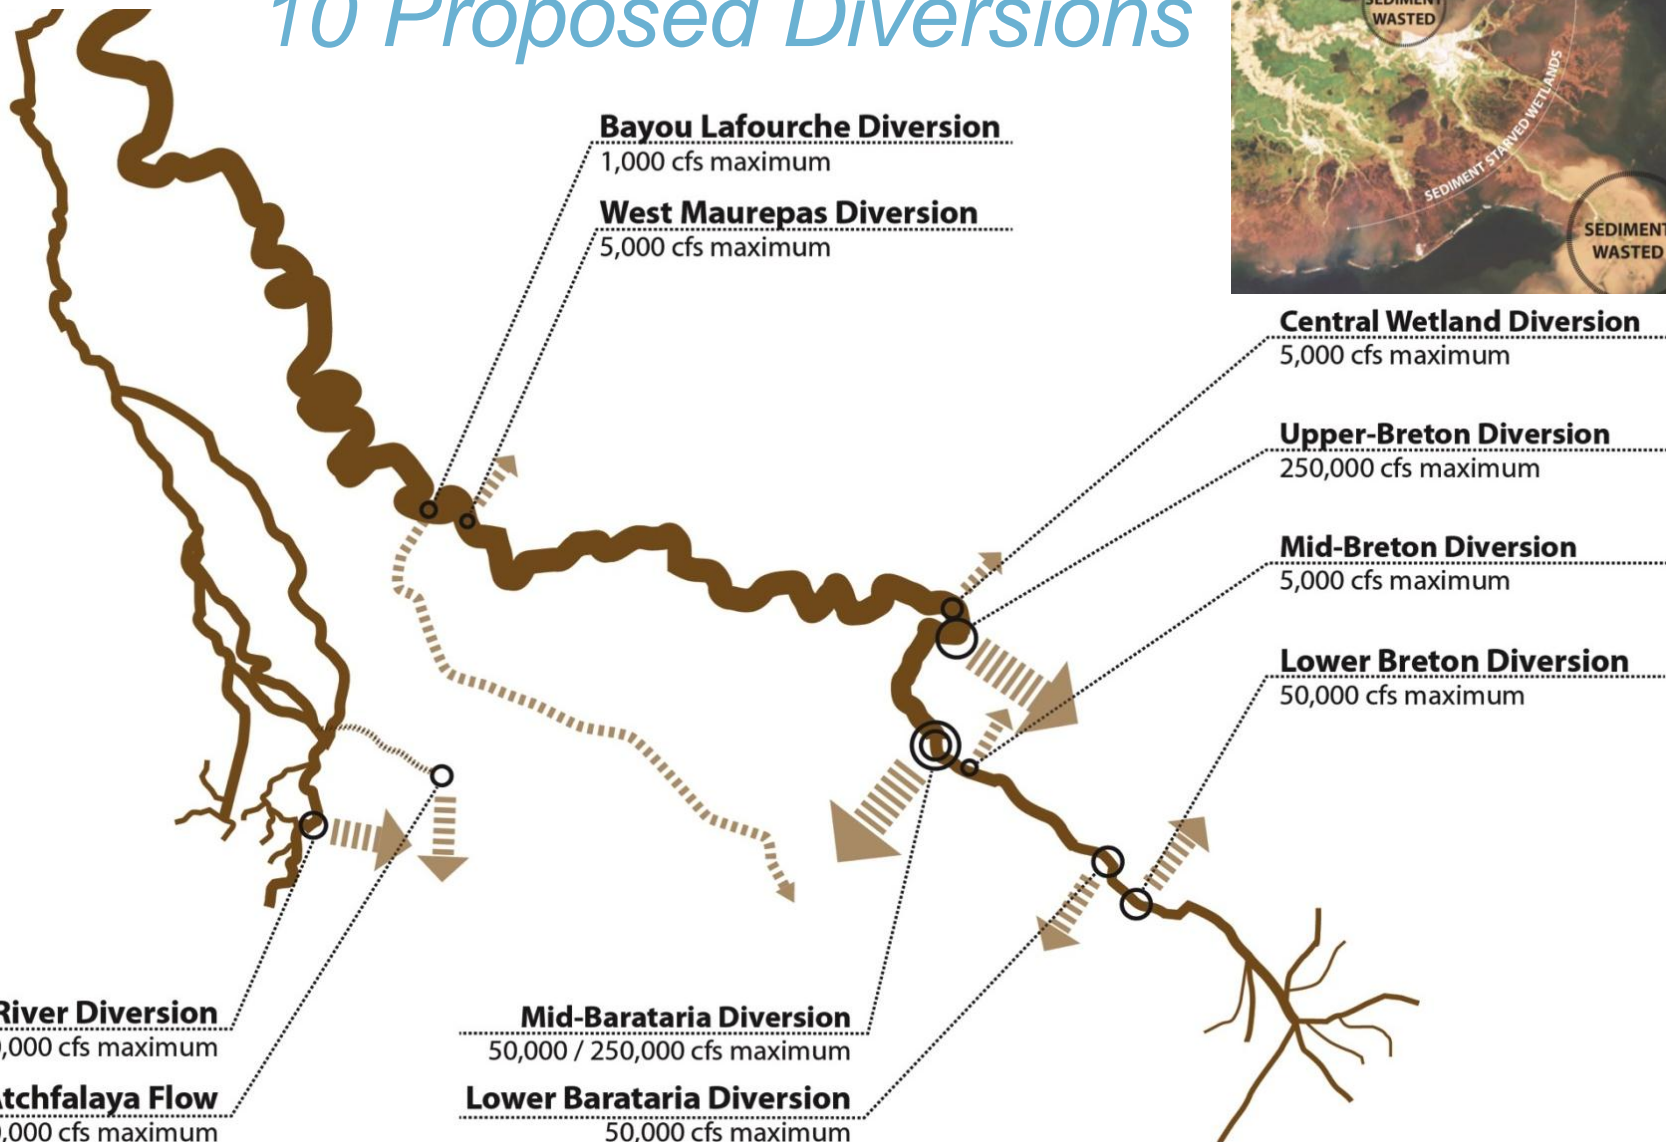 10 Proposed Diversions
SEDIMENT
WASTED
SEDIMENT STARVED WETLANDS
SEDIMENT
WASTED
Bayou Lafourche Diversion
1,000 cfs maximum
West Maurepas Diversion
5,000 cfs maximum
Central Wetland Diversion
5,000 cfs maximum
Upper-Breton Diversion
250,000 cfs maximum
Mid-Breton Diversion
5,000 cfs maximum
Lower Breton Diversion
50,000 cfs maximum
River Diversion
,000 cfs maximum
Atchfalaya Flow
,000 cfs maximum
Mid-Barataria Diversion
50,000 / 250,000 cfs maximum
Lower Barataria Diversion
50,000 cfs maximum